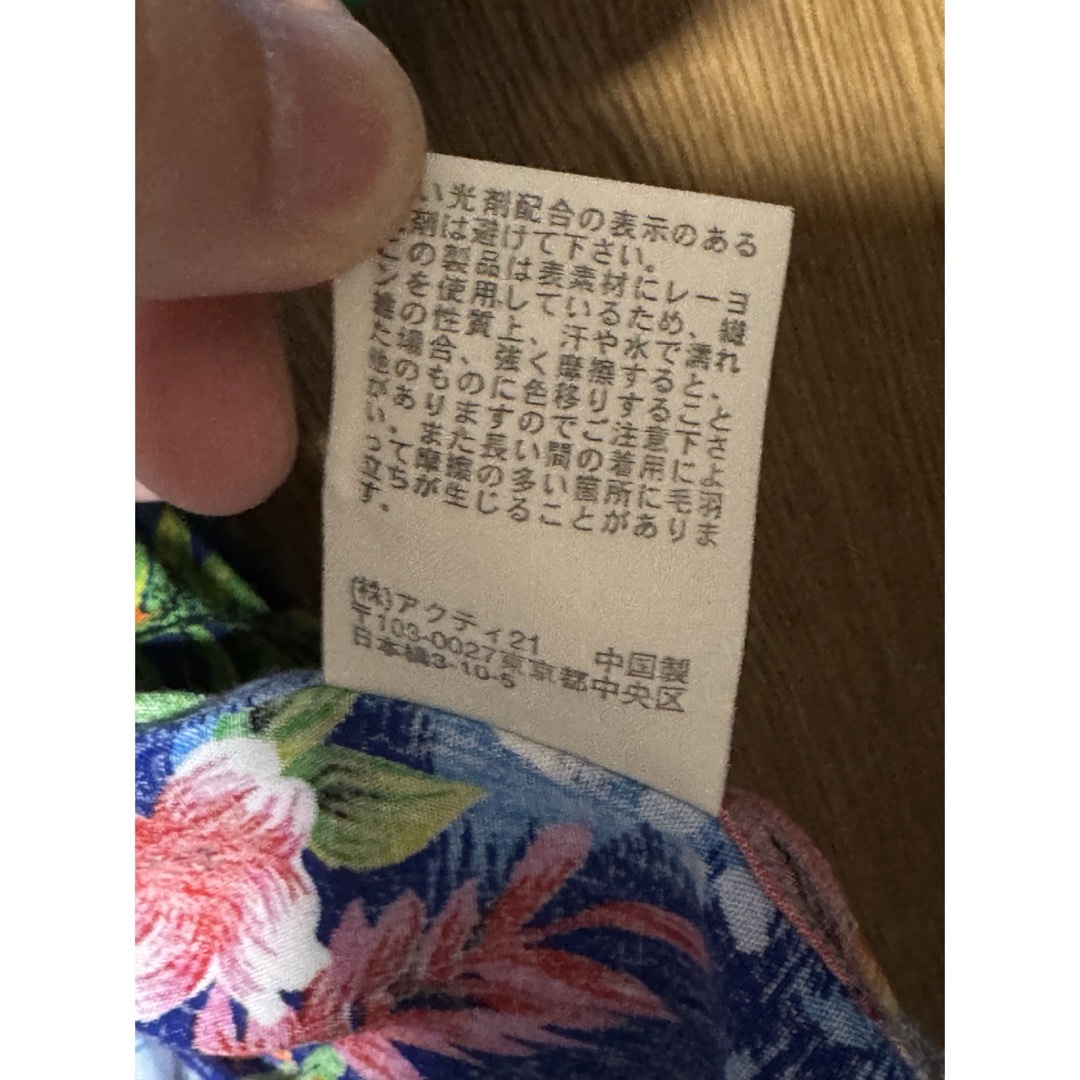 い光剤配合の表示のある
剤は避けて下さい。
この製品は表素材にレーヨ
ンを使用しているため、繊
維の性質上、汗や水で濡れ
た場合、強く摩擦すると、
他のものに色移りすること
があります。のでご注意下さ
い。また長い間の着用によ
って摩擦の多い箇所に毛羽
立ちが生じることがありま
す。
(株)アクティ21 中国製
〒103-0027東京都中央区
日本橋3-10-5